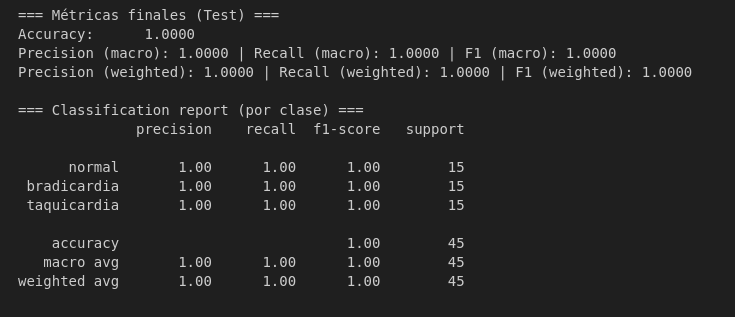 === Métricas finales (Test) ===
Accuracy:      1.0000
Precision (macro): 1.0000 | Recall (macro): 1.0000 | F1 (macro): 1.0000
Precision (weighted): 1.0000 | Recall (weighted): 1.0000 | F1 (weighted): 1.0000
=== Classification report (por clase) ===
              precision    recall  f1-score   support
      normal       1.00      1.00      1.00        15
 bradicardia       1.00      1.00      1.00        15
 taquicardia       1.00      1.00      1.00        15
    accuracy                           1.00        45
   macro avg       1.00      1.00      1.00        45
weighted avg       1.00      1.00      1.00        45